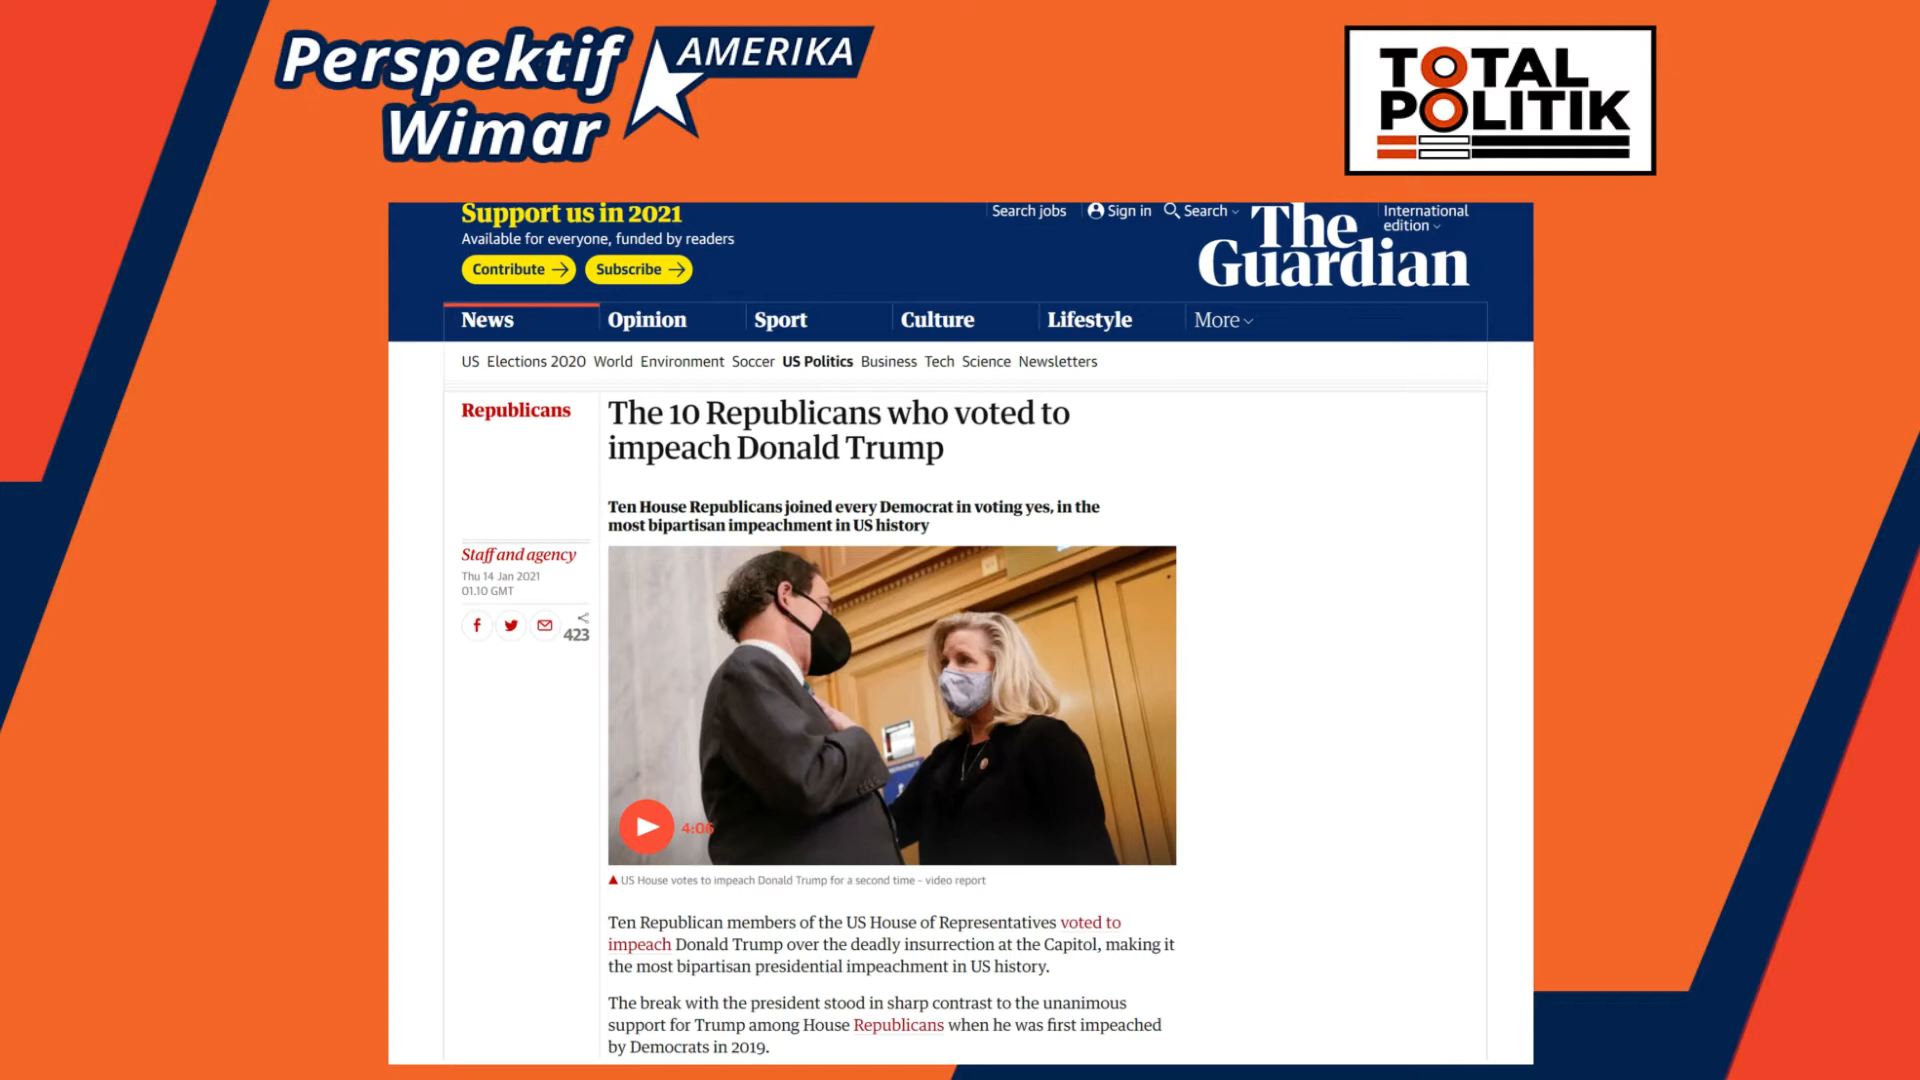 Perspektif
Wimar
AMERIKA
TOTAL
POLITIK
Support us in 2021
Available for everyone, funded by readers
Contribute
Subscribe
Search jobs
Sign in
Search
International
edition
The
Guardian
News
Opinion
Sport
Culture
Lifestyle
More
US Elections 2020 World Environment Soccer US Politics Business Tech Science Newsletters
Republicans
The 10 Republicans who voted to
impeach Donald Trump
Ten House Republicans joined every Democrat in voting yes, in the
most bipartisan impeachment in US history
Staff and agency
Thu 14 Jan 2021
01.10 GMT
423
4:06
US House votes to impeach Donald Trump for a second time - video report
Ten Republican members of the US House of Representatives voted to
impeach Donald Trump over the deadly insurrection at the Capitol, making it
the most bipartisan presidential impeachment in US history.
The break with the president stood in sharp contrast to the unanimous
support for Trump among House Republicans when he was first impeached
by Democrats in 2019.